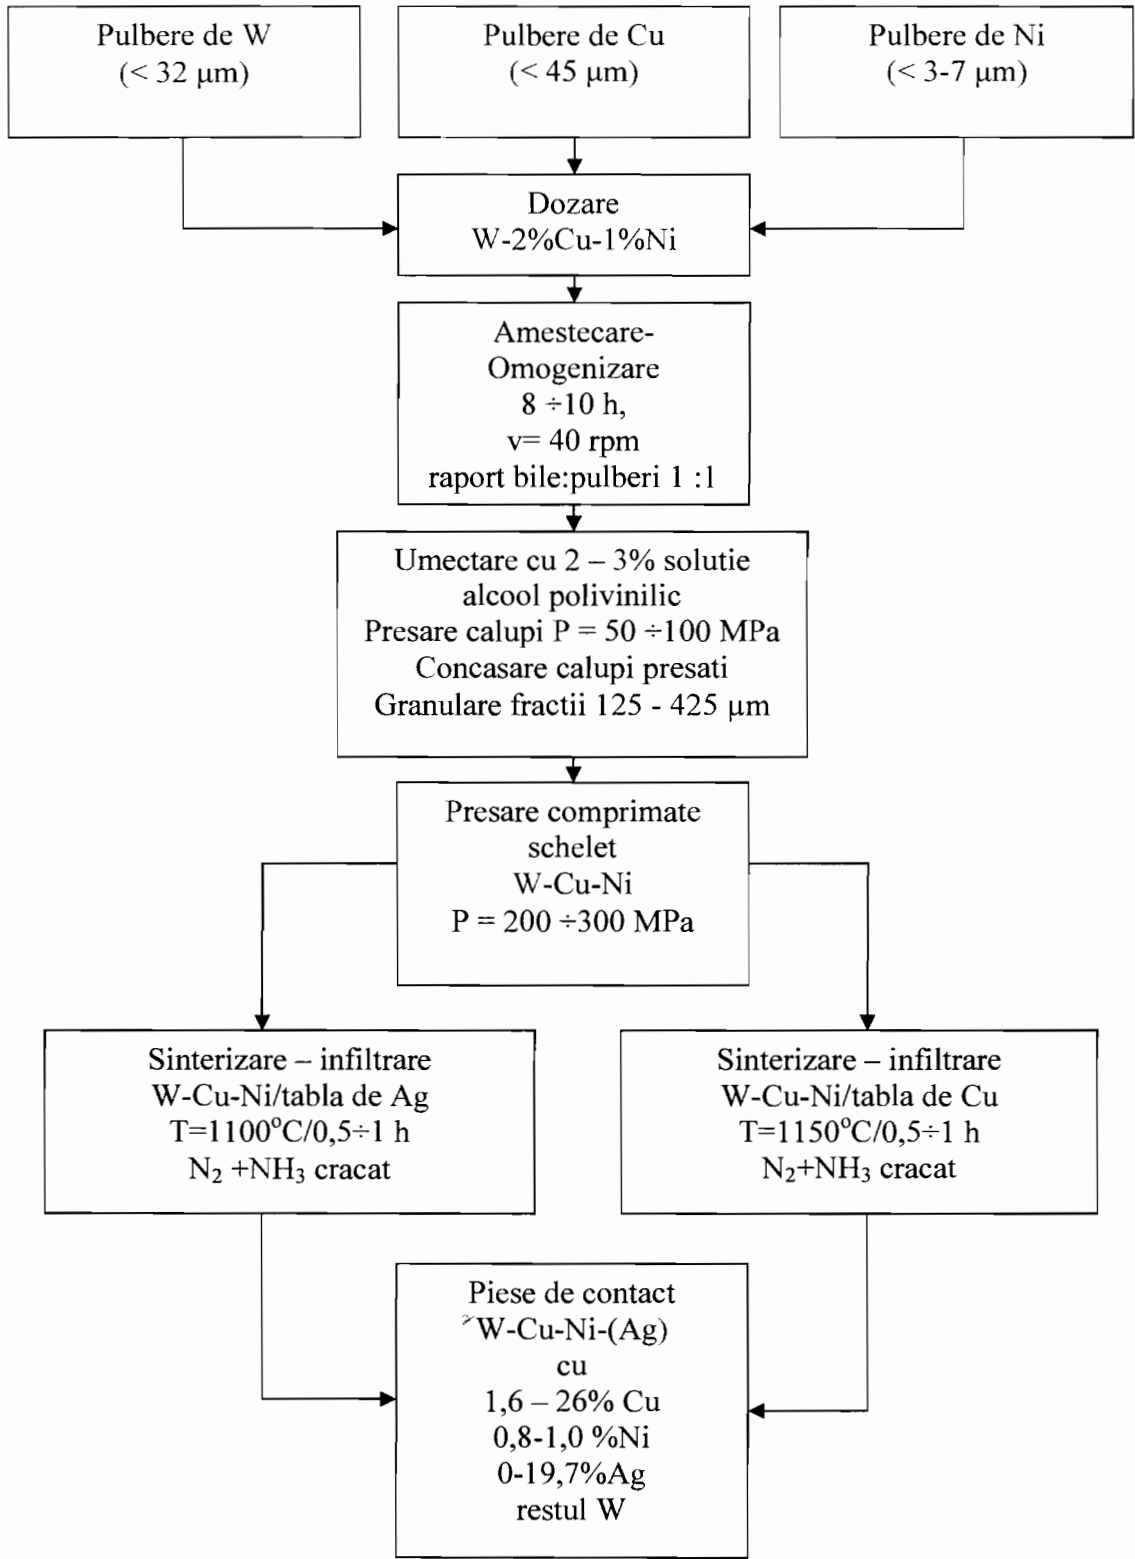 Pulbere de W
(< 32 μm)
Pulbere de Cu
(< 45 μm)
Pulbere de Ni
(< 3-7 μm)
Dozare
W-2%Cu-1%Ni
Amestecare-
Omogenizare
8 ÷10 h,
v= 40 rpm
raport bile:pulberi 1 :1
Umectare cu 2 – 3% solutie
alcool polivinilic
Presare calupi P = 50 ÷100 MPa
Concasare calupi presati
Granulare fractii 125 - 425 μm
Presare comprimate
schelet
W-Cu-Ni
P = 200 ÷300 MPa
Sinterizare – infiltrare
W-Cu-Ni/tabla de Ag
T=1100°C/0,5÷1 h
N₂ +NH₃ cracat
Sinterizare – infiltrare
W-Cu-Ni/tabla de Cu
T=1150°C/0,5÷1 h
N₂+NH₃ cracat
Piese de contact
W-Cu-Ni-(Ag)
cu
1,6 – 26% Cu
0,8-1,0 %Ni
0-19,7%Ag
restul W